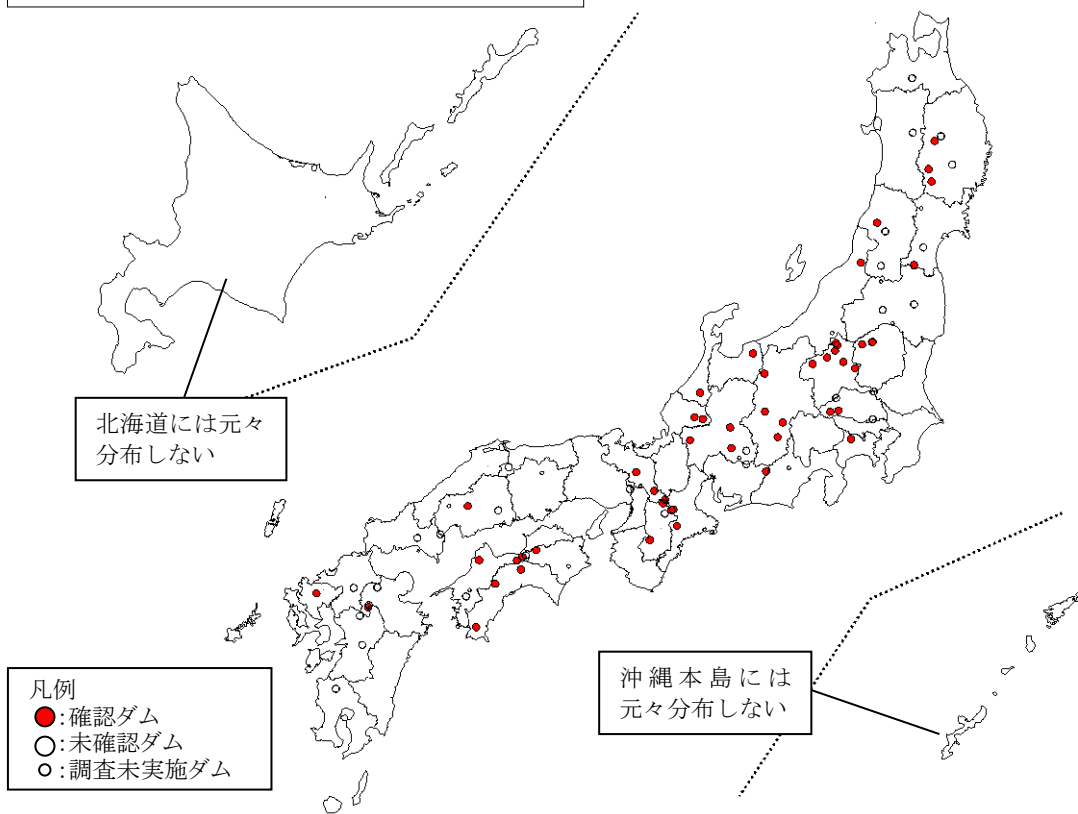 北海道には元々
分布しない
沖縄本島には
元々分布しない
凡例
：確認ダム
：未確認ダム
：調査未実施ダム